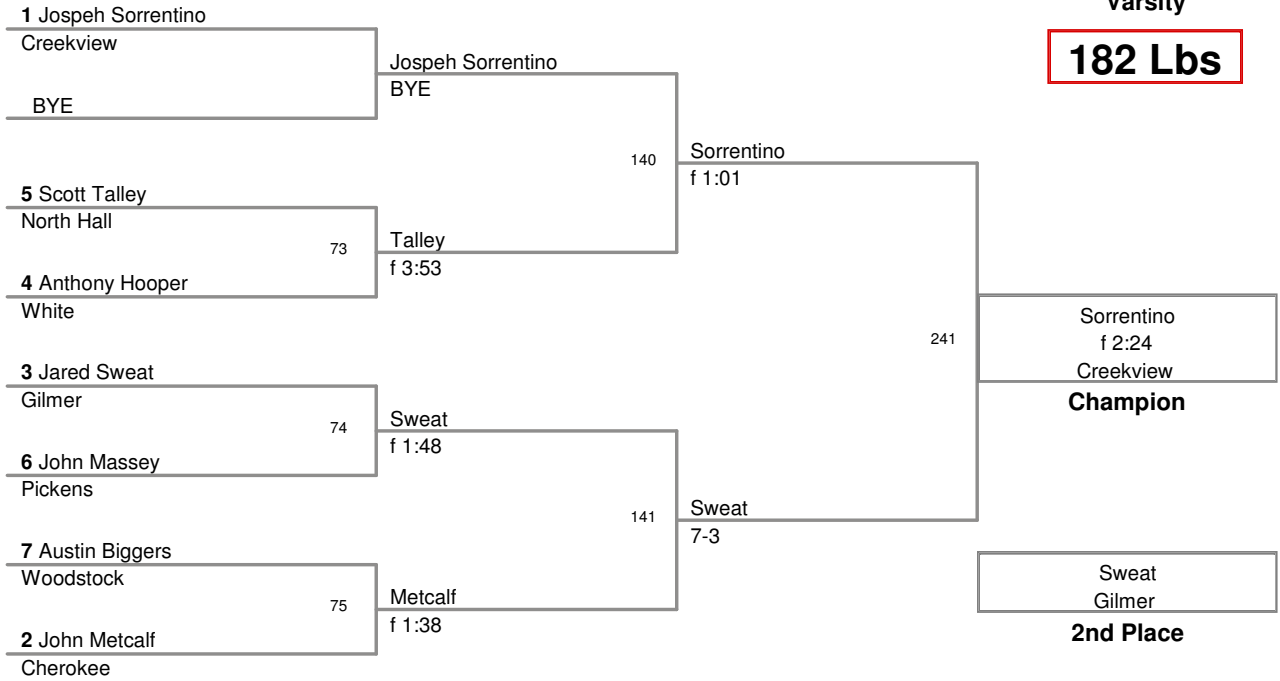 Varsity
182 Lbs
1 Jospeh Sorrentino
Creekview
BYE
5 Scott Talley
North Hall
73
4 Anthony Hooper
White
3 Jared Sweat
Gilmer
74
6 John Massey
Pickens
7 Austin Biggers
Woodstock
75
2 John Metcalf
Cherokee
Jospeh Sorrentino
BYE
140
Talley
f 3:53
Sweat
f 1:48
141
Metcalf
f 1:38
Sorrentino
f 1:01
241
Sweat
7-3
Sorrentino
f 2:24
Creekview
Champion
Sweat
Gilmer
2nd Place